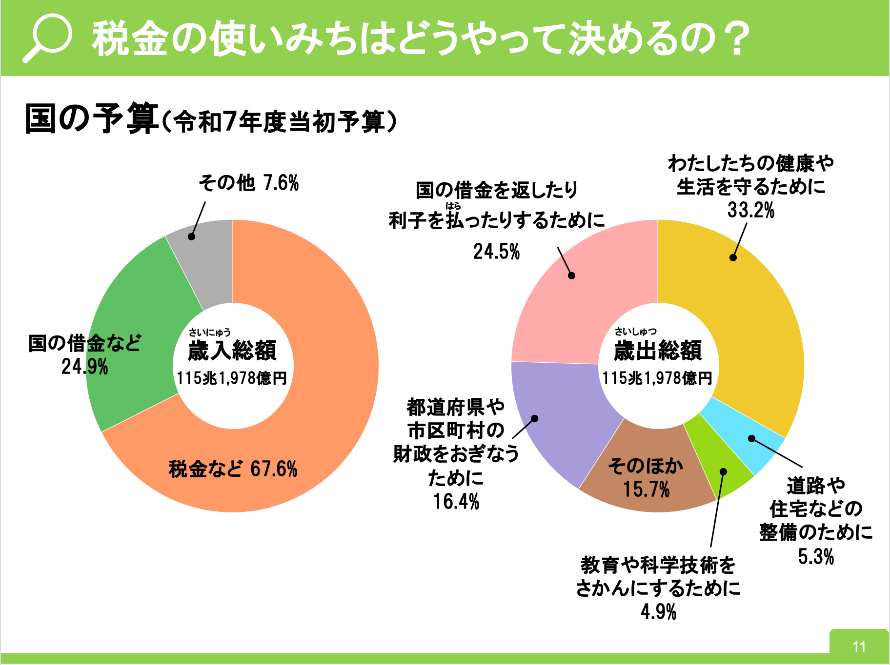 税金の使いみちはどうやって決めるの？
国の予算（令和7年度当初予算）
その他 7.6%
国の借金など
24.9%
さいにゅう
歳入総額
115兆1,978億円
税金など 67.6%
わたしたちの健康や
生活を守るために
33.2%
国の借金を返したり
はら
利子を払ったりするために
24.5%
さいしゅつ
歳出総額
115兆1,978億円
都道府県や
市区町村の
財政をおぎなう
ために
16.4%
そのほか
15.7%
道路や
住宅などの
整備のために
5.3%
教育や科学技術を
さかんにするために
4.9%
11